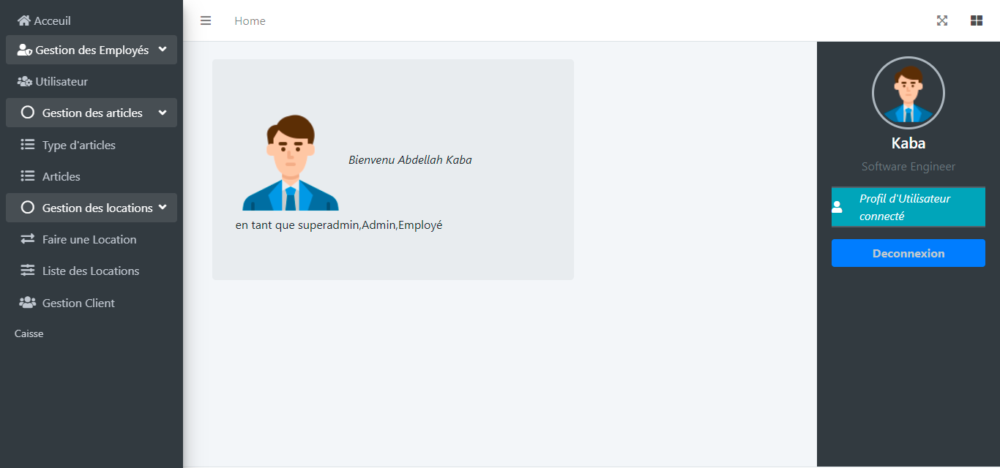 Acceuil
Gestion des Employés
Utilisateur
Gestion des articles
Type d'articles
Articles
Gestion des locations
Faire une Location
Liste des Locations
Gestion Client
Caisse
Home
Bienvenu Abdellah Kaba
en tant que superadmin,Admin,Employé
Kaba
Software Engineer
Profil d'Utilisateur
connecté
Deconnexion